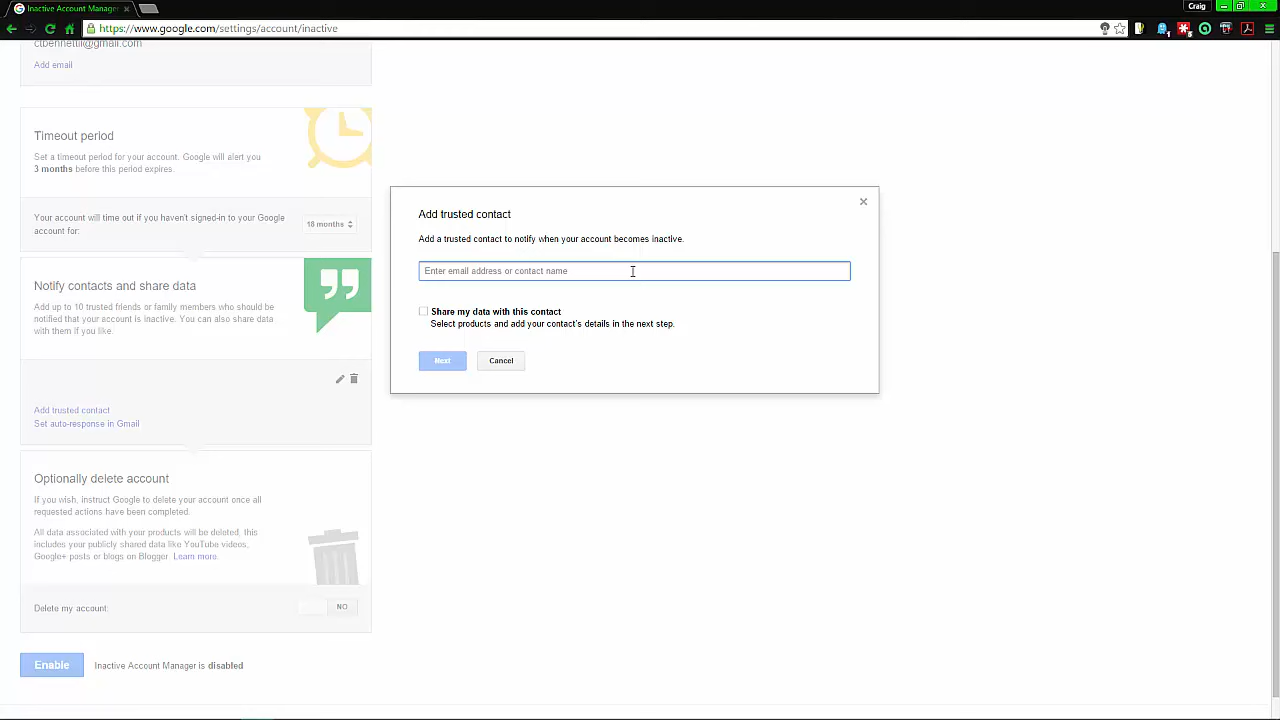 Inactive Account Manager
Craig
https://www.google.com/settings/account/inactive
Add email
Timeout period
Set a timeout period for your account. Google will alert you
3 months before this period expires.
Your account will time out if you haven't signed-in to your Google
account for:
18 months
Notify contacts and share data
Add up to 10 trusted friends or family members who should be
notified that your account is inactive. You can also share data
with them if you like.
Add trusted contact
Set auto-response in Gmail
Optionally delete account
If you wish, instruct Google to delete your account once all
requested actions have been completed.
All data associated with your products will be deleted, this
includes your publicly shared data like YouTube videos,
Google+ posts or blogs on Blogger. Learn more.
Delete my account:
NO
Enable
Inactive Account Manager is disabled
Add trusted contact
Add a trusted contact to notify when your account becomes inactive.
Enter email address or contact name
Share my data with this contact
Select products and add your contact's details in the next step.
Next
Cancel